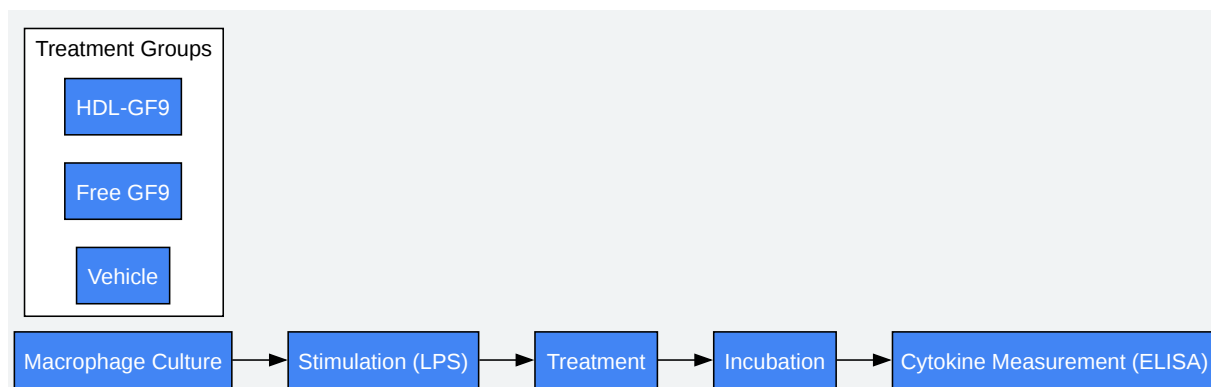 Treatment Groups
HDL-GF9
Free GF9
Vehicle
Macrophage Culture
Stimulation (LPS)
Treatment
Incubation
Cytokine Measurement (ELISA)